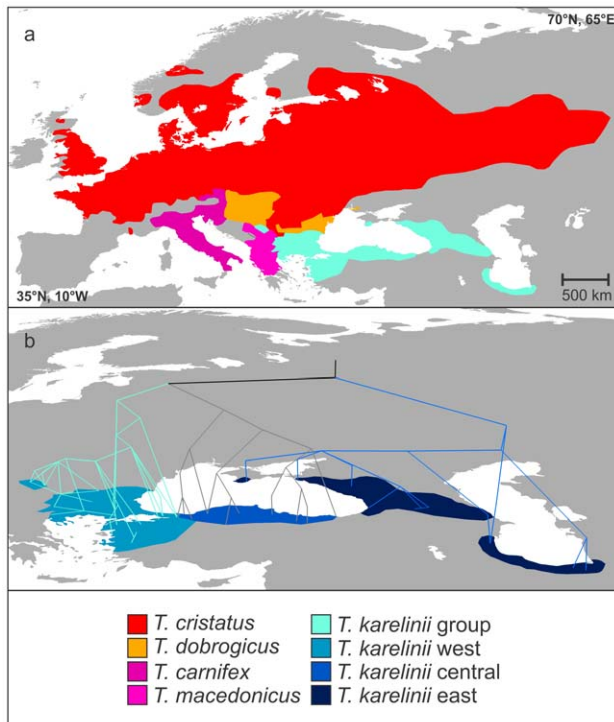 70°N, 65°E
a
35°N, 10°W
500 km
b
T. cristatus
T. dobrogicus
T. carnifex
T. macedonicus
T. karelinii group
T. karelinii west
T. karelinii central
T. karelinii east